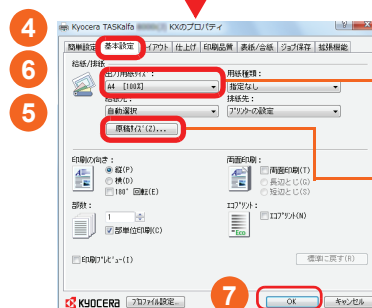 4
Kyocera TASKalfa KXのプロパティ
簡単設定 基本設定 イアウト 仕上げ 印刷品質 表紙/合紙 ジョブ保存 拡張機能
6
給紙/排紙
出力用紙サイズ: 用紙種類:
A4 [100%] 指定なし
5
給紙元: 排紙先:
自動選択 プリンターの設定
原稿サイズ(Z)...
印刷の向き: 両面印刷:
縦(P) 両面印刷(T)
横(O) 長辺とじ(G)
180° 回転(E) 短辺とじ(S)
部数: エコプリント:
1 エコプリント(N)
部単位印刷(C)
Eco
印刷プレビュー(I) 標準に戻す(R)
7
KYOCERA プロファイル設定... OK キャンセル